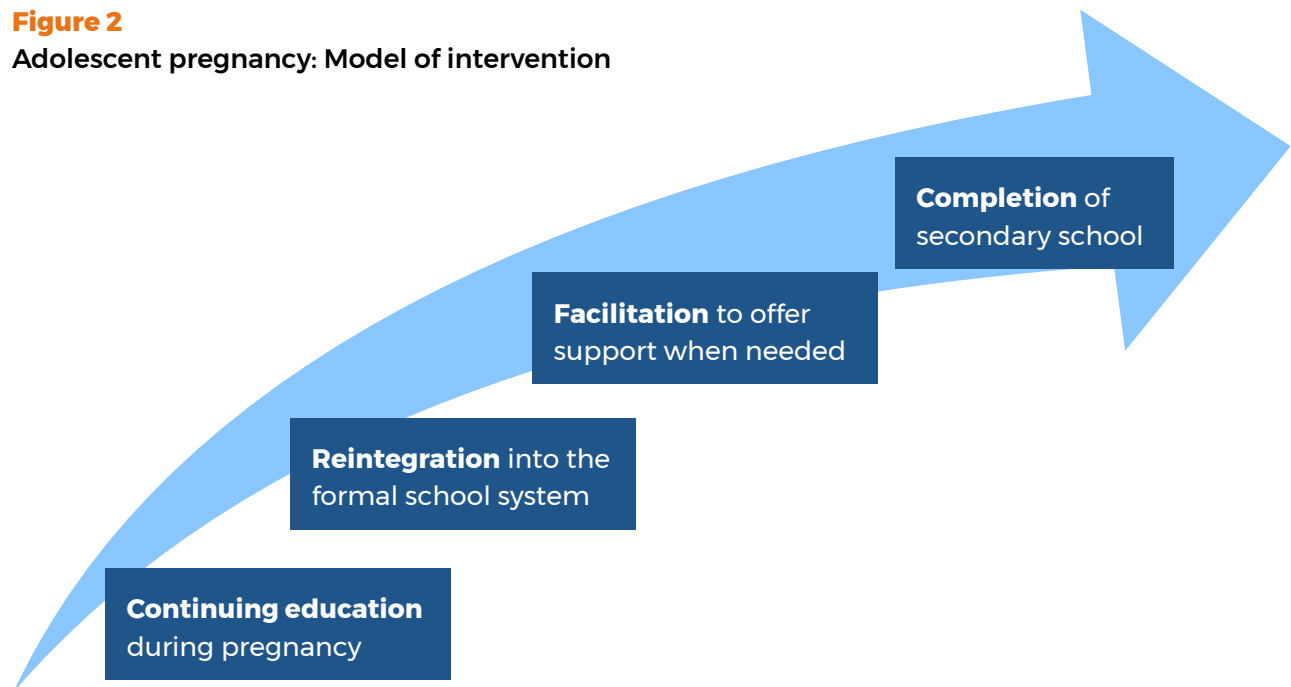 Figure 2
Adolescent pregnancy: Model of intervention
Completion of
secondary school
Facilitation to offer
support when needed
Reintegration into the
formal school system
Continuing education
during pregnancy